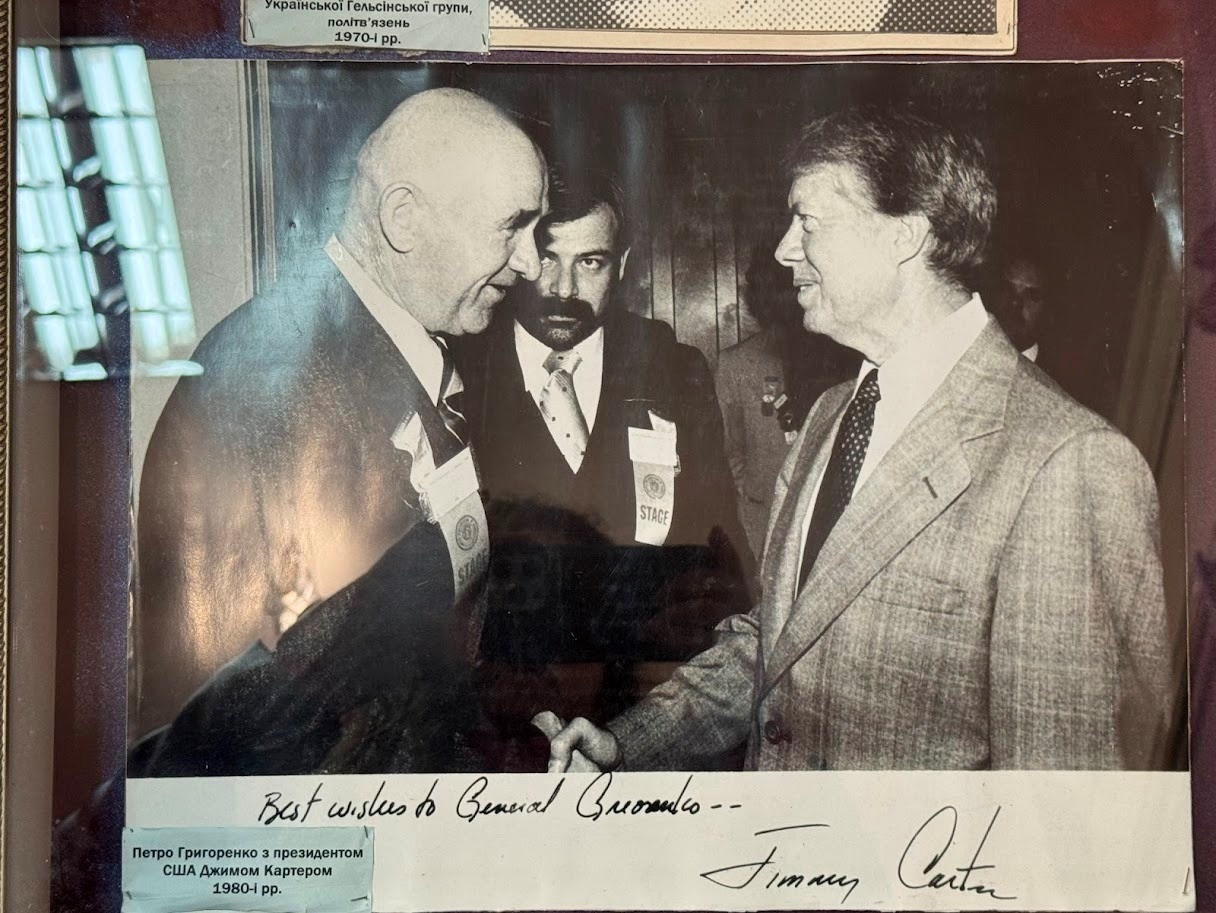 Української Гельсінської групи,
політв'язень
1970-і рр.
STAGE
STAGE
Best wishes to General Grigorenko --
Jimmy Carter
Петро Григоренко з президентом
США Джимом Картером
1980-і рр.